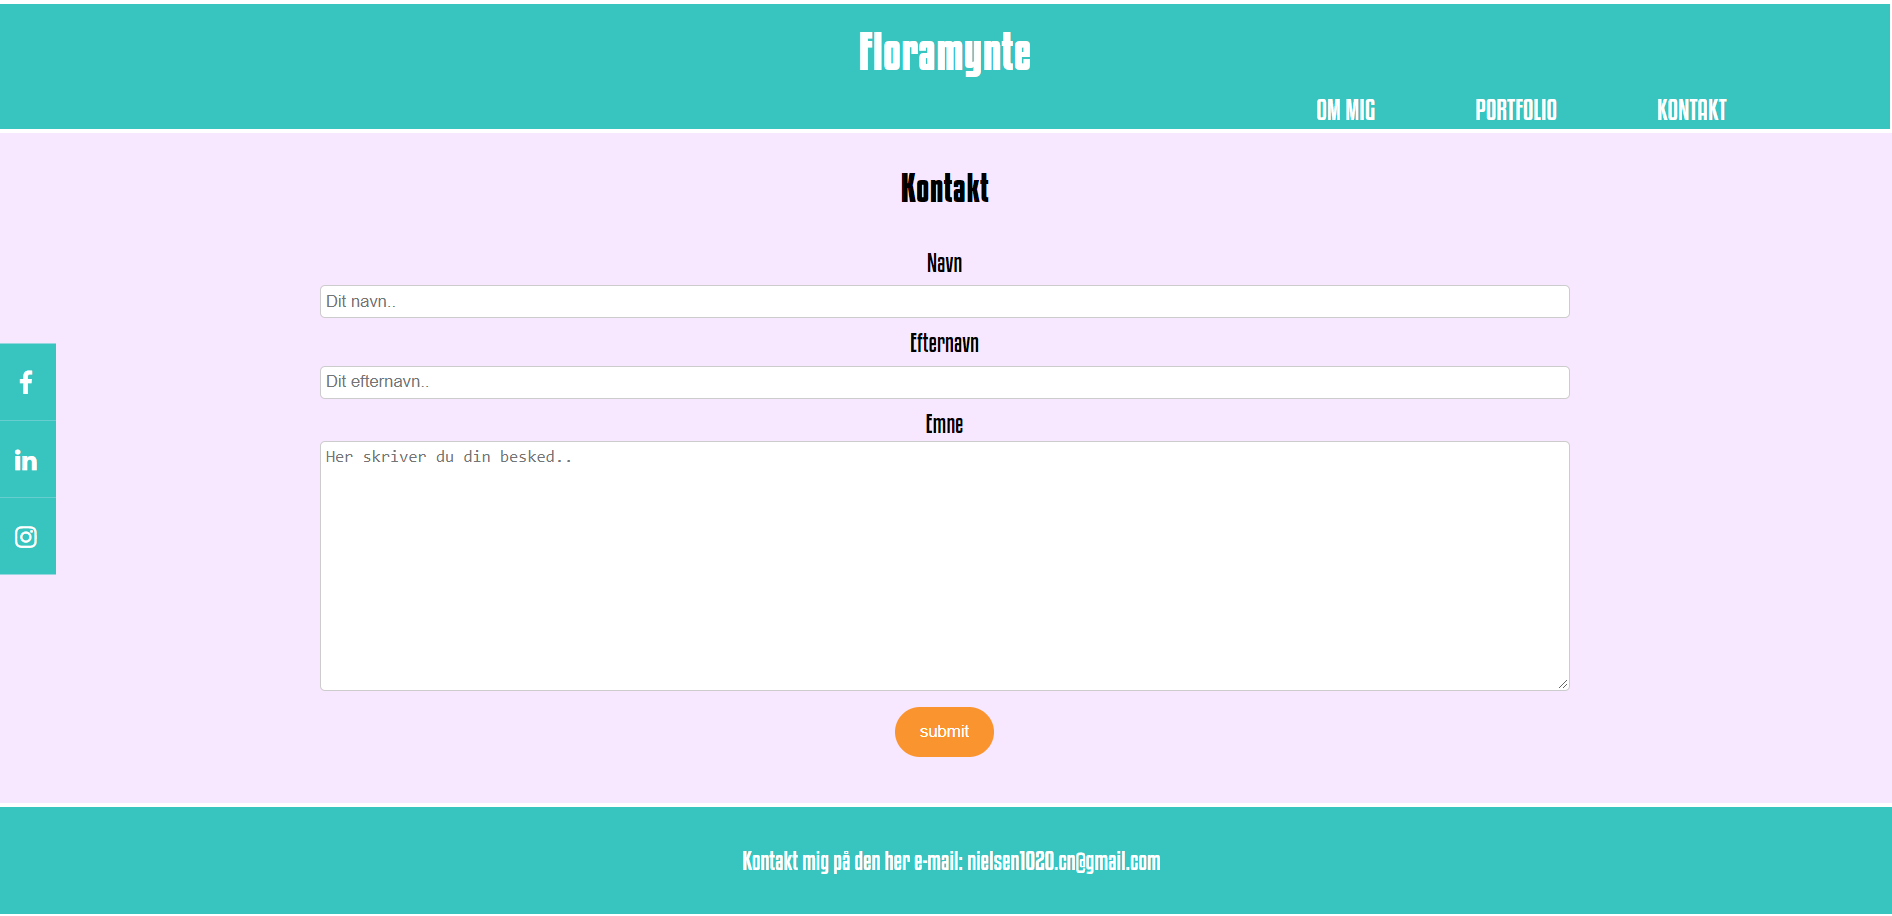 Floramynte
OM MIG PORTFOLIO KONTAKT
Kontakt
Navn
Dit navn..
Efternavn
Dit efternavn..
Emne
Her skriver du din besked..
submit
Kontakt mig på den her e-mail: nielsen1020.cn@gmail.com